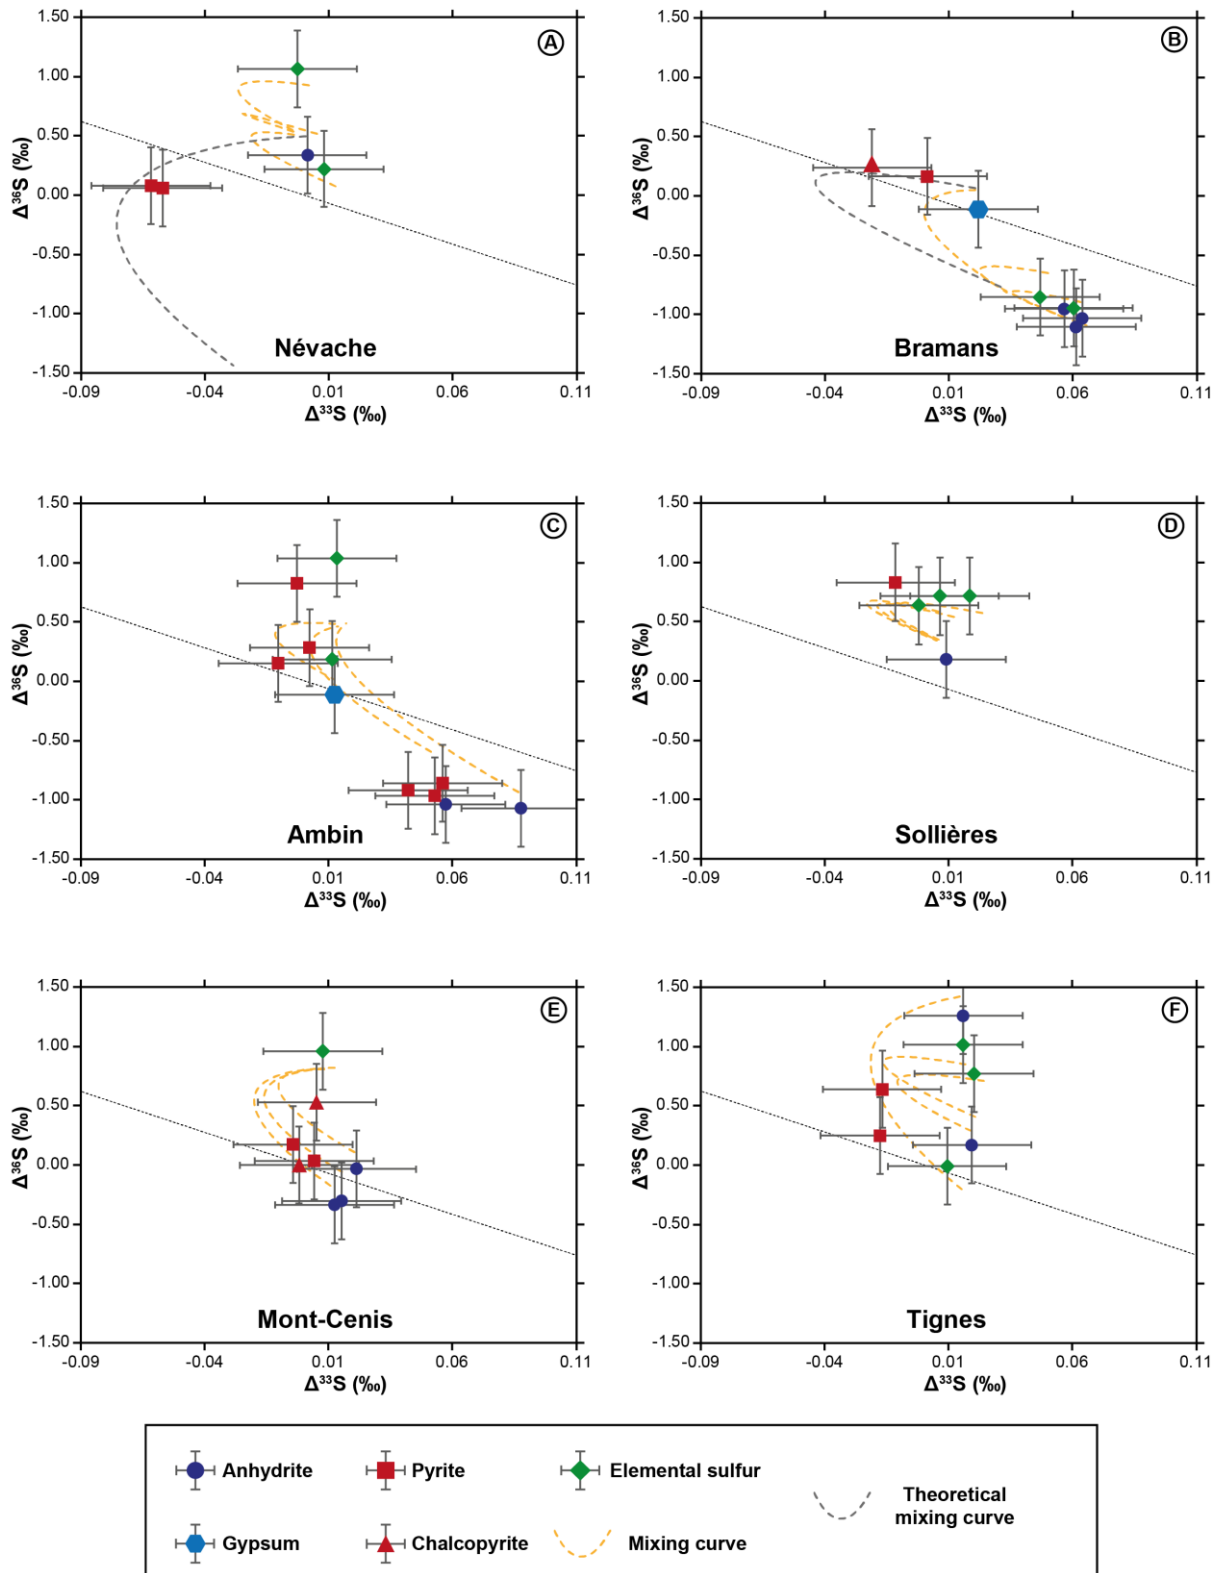 1.50
1.00
0.50
0.00
-0.50
-1.00
-1.50
Δ³⁶S (‰)
A
Névache
-0.09
-0.04
0.01
0.06
0.11
Δ³³S (‰)
1.50
1.00
0.50
0.00
-0.50
-1.00
-1.50
Δ³⁶S (‰)
B
Bramans
-0.09
-0.04
0.01
0.06
0.11
Δ³³S (‰)
1.50
1.00
0.50
0.00
-0.50
-1.00
-1.50
Δ³⁶S (‰)
C
Ambin
-0.09
-0.04
0.01
0.06
0.11
Δ³³S (‰)
1.50
1.00
0.50
0.00
-0.50
-1.00
-1.50
Δ³⁶S (‰)
D
Sollières
-0.09
-0.04
0.01
0.06
0.11
Δ³³S (‰)
1.50
1.00
0.50
0.00
-0.50
-1.00
-1.50
Δ³⁶S (‰)
E
Mont-Cenis
-0.09
-0.04
0.01
0.06
0.11
Δ³³S (‰)
1.50
1.00
0.50
0.00
-0.50
-1.00
-1.50
Δ³⁶S (‰)
F
Tignes
-0.09
-0.04
0.01
0.06
0.11
Δ³³S (‰)
Anhydrite
Pyrite
Elemental sulfur
Theoretical
mixing curve
Gypsum
Chalcopyrite
Mixing curve